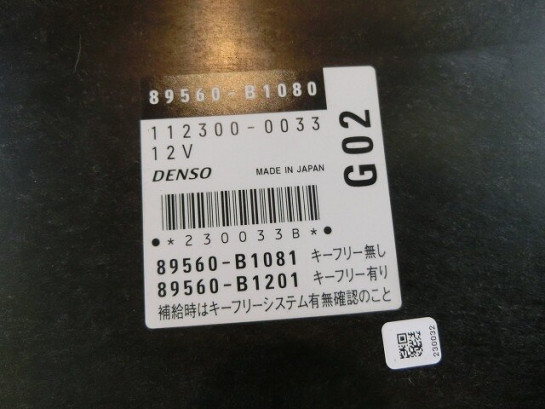 89560-B1080
112300-0033
12V
G02
DENSO MADE IN JAPAN
*230033B*
89560-B1081 キーフリー無し
89560-B1201 キーフリー有り
補給時はキーフリーシステム有無確認のこと
230032